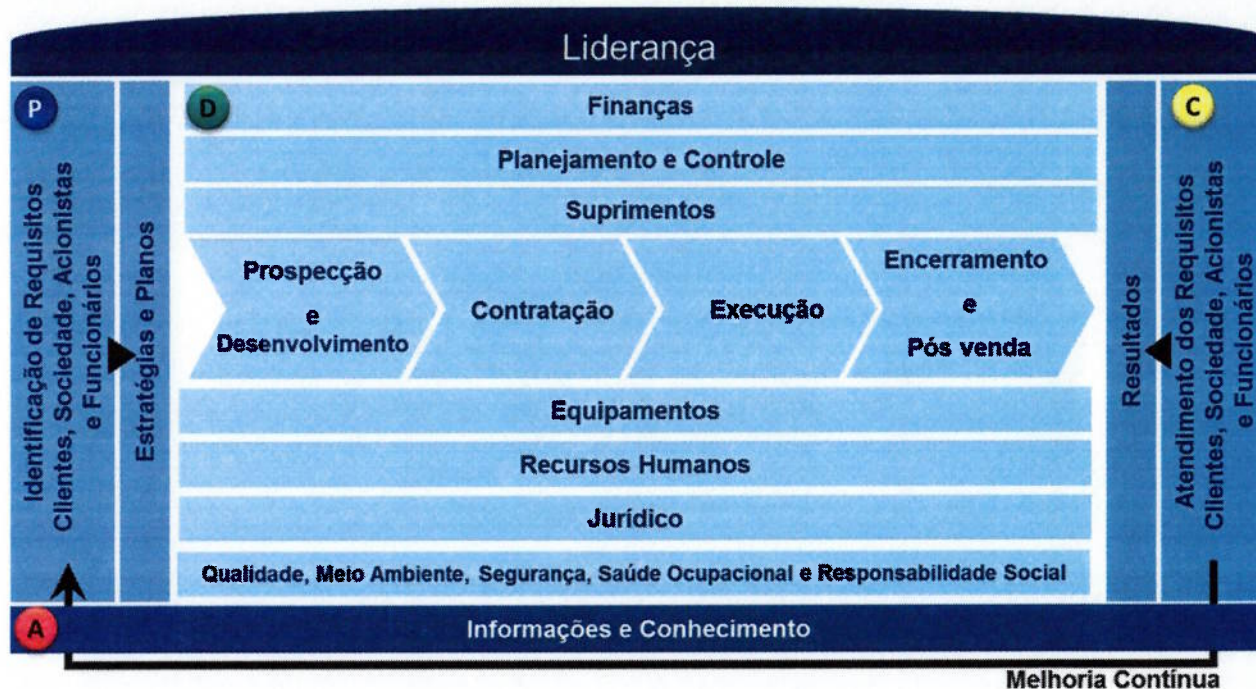 Liderança
P
Identificação de Requisitos
Clientes, Sociedade, Acionistas
e Funcionários
Estratégias e Planos
D
Finanças
Planejamento e Controle
Suprimentos
Prospecção
e
Desenvolvimento
Contratação
Execução
Encerramento
e
Pós venda
Equipamentos
Recursos Humanos
Jurídico
Qualidade, Meio Ambiente, Segurança, Saúde Ocupacional e Responsabilidade Social
Resultados
C
Atendimento dos Requisitos
Clientes, Sociedade, Acionistas
e Funcionários
A
Informações e Conhecimento
Melhoria Contínua